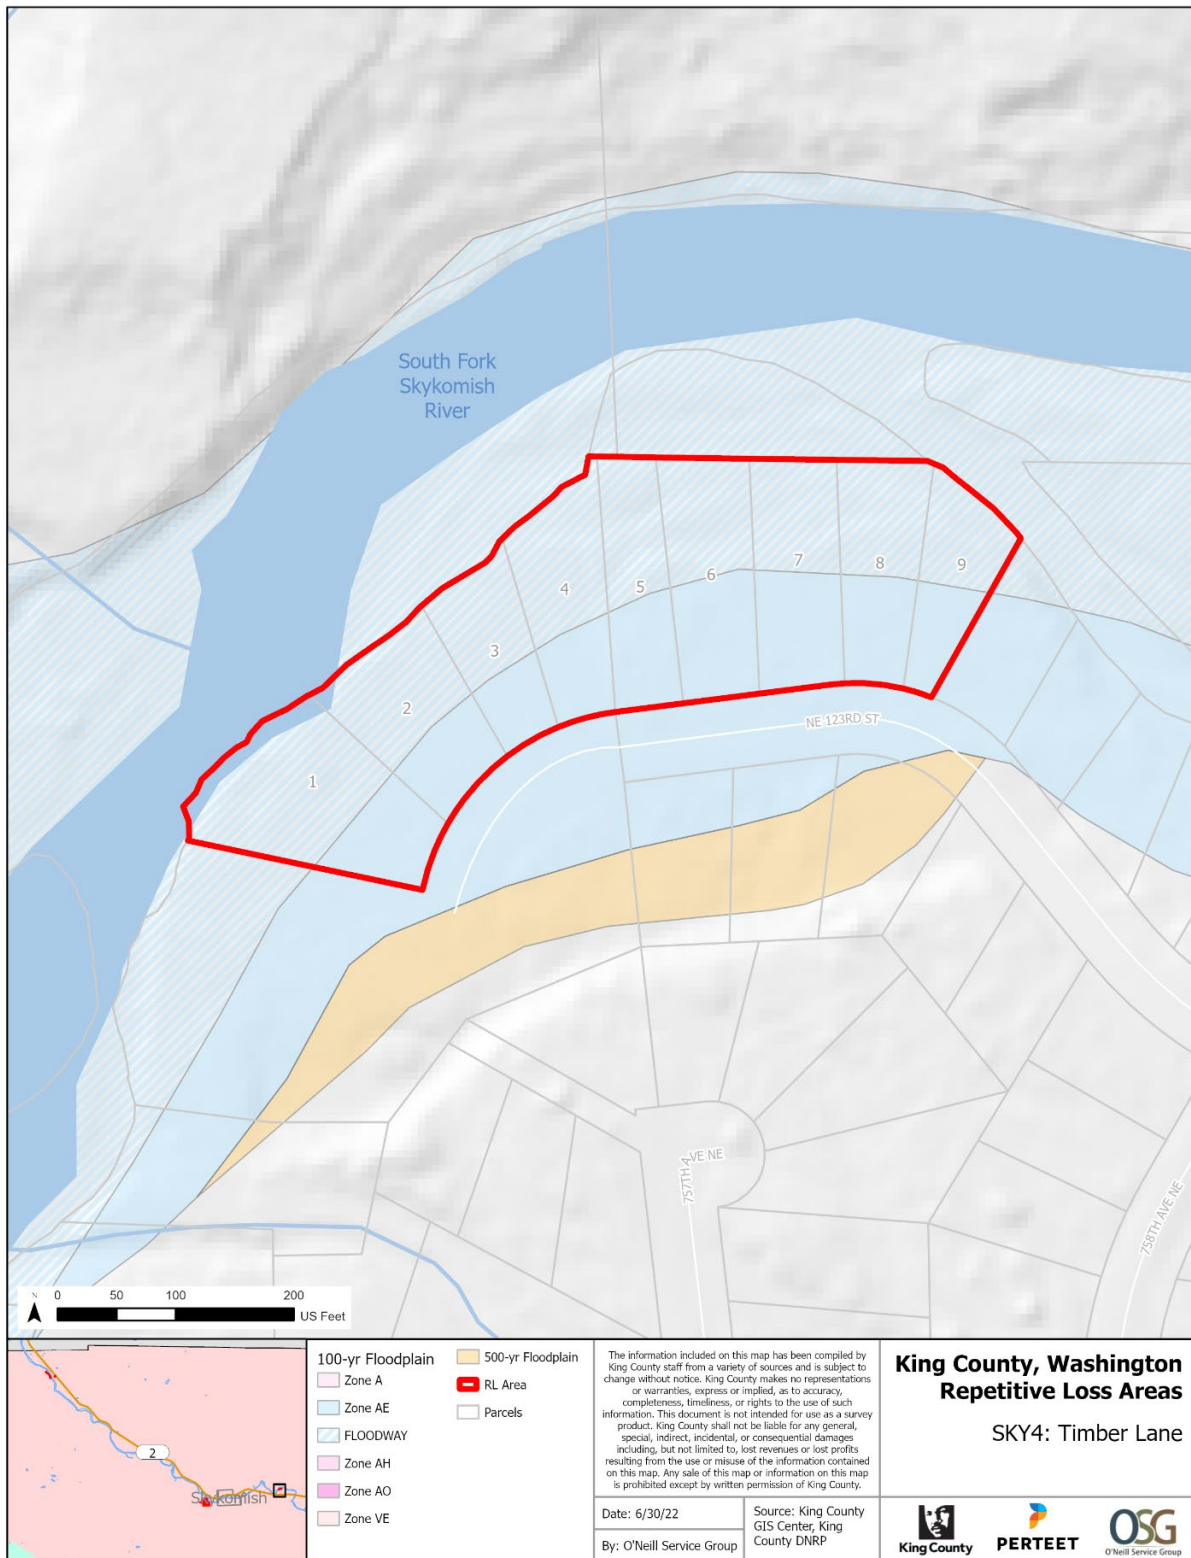 South Fork
Skykomish
River
1
2
3
4
5
6
7
8
9
NE 123RD ST
757TH AVE NE
758TH AVE NE
N
0 50 100 200
US Feet
2
Skykomish
100-yr Floodplain
Zone A
Zone AE
FLOODWAY
Zone AH
Zone AO
Zone VE
500-yr Floodplain
RL Area
Parcels
The information included on this map has been compiled by
King County staff from a variety of sources and is subject to
change without notice. King County makes no representations
or warranties, express or implied, as to accuracy,
completeness, timeliness, or rights to the use of such
information. This document is not intended for use as a survey
product. King County shall not be liable for any general,
special, indirect, incidental, or consequential damages
including, but not limited to, lost revenues or lost profits
resulting from the use or misuse of the information contained
on this map. Any sale of this map or information on this map
is prohibited except by written permission of King County.
Date: 6/30/22
By: O'Neill Service Group
Source: King County
GIS Center, King
County DNRP
King County, Washington
Repetitive Loss Areas
SKY4: Timber Lane
King County
PERTEET
OSG
O'Neill Service Group